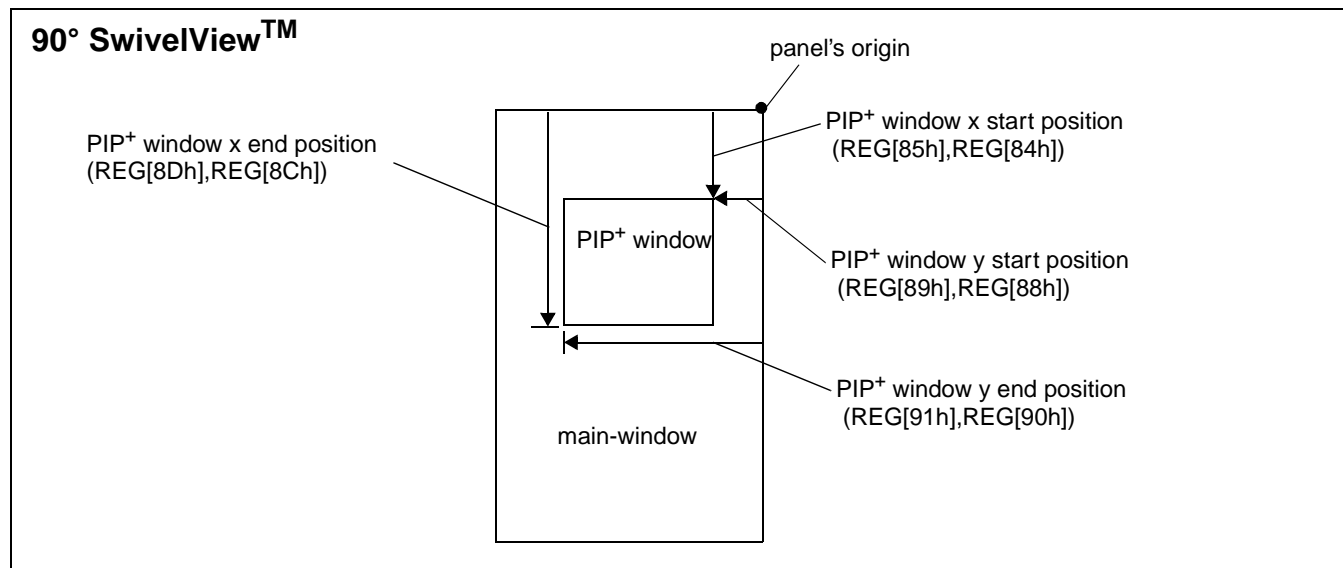 90° SwivelView™
panel's origin
PIP+ window x end position
(REG[8Dh],REG[8Ch])
PIP+ window x start position
(REG[85h],REG[84h])
PIP+ window
PIP+ window y start position
(REG[89h],REG[88h])
PIP+ window y end position
(REG[91h],REG[90h])
main-window